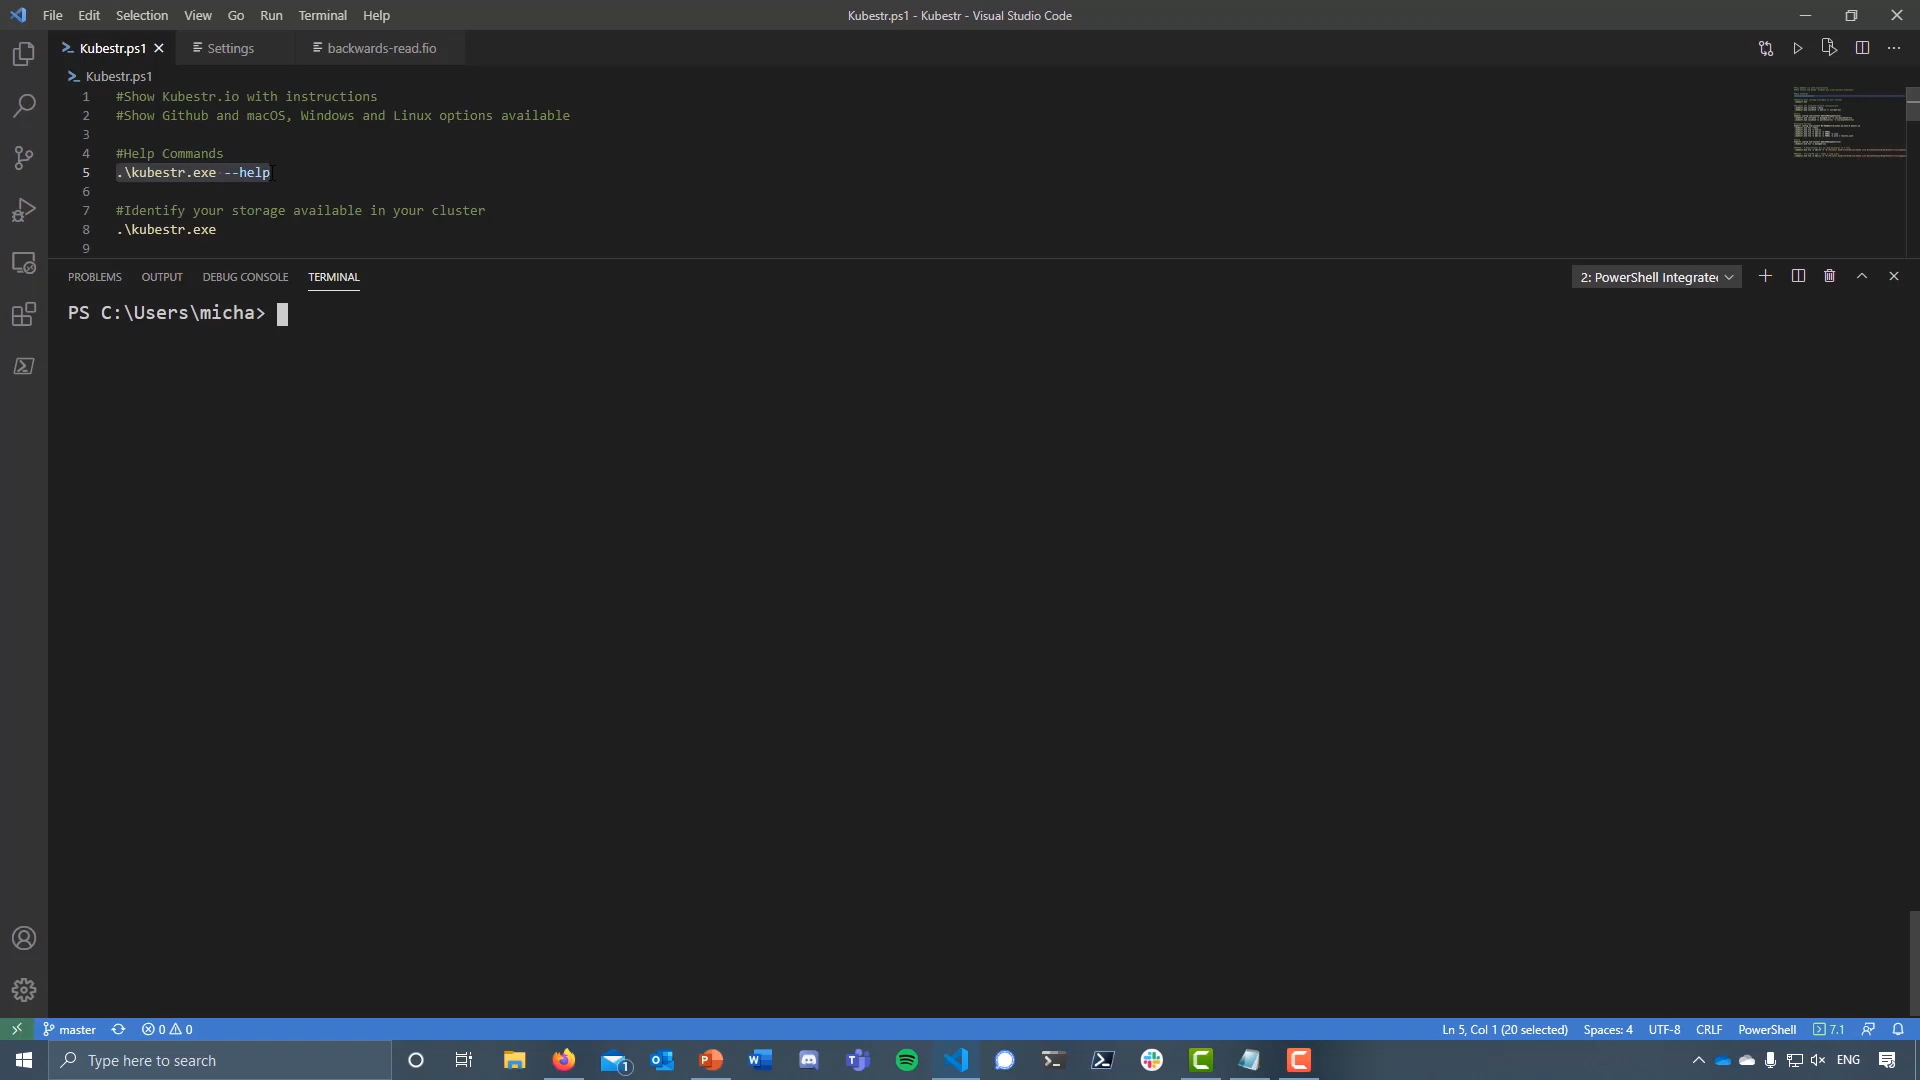 File Edit Selection View Go Run Terminal Help
Kubestr.ps1 - Kubestr - Visual Studio Code
Kubestr.ps1 Settings backwards-read.fio
Kubestr.ps1
1 #Show Kubestr.io with instructions
2 #Show Github and macOS, Windows and Linux options available
3
4 #Help Commands
5 .\kubestr.exe --help
6
7 #Identify your storage available in your cluster
8 .\kubestr.exe
9
PROBLEMS OUTPUT DEBUG CONSOLE TERMINAL
2: PowerShell Integrated
PS C:\Users\micha>
master 0 0
Ln 5, Col 1 (20 selected) Spaces: 4 UTF-8 CRLF PowerShell 7.1
Type here to search
1
ENG